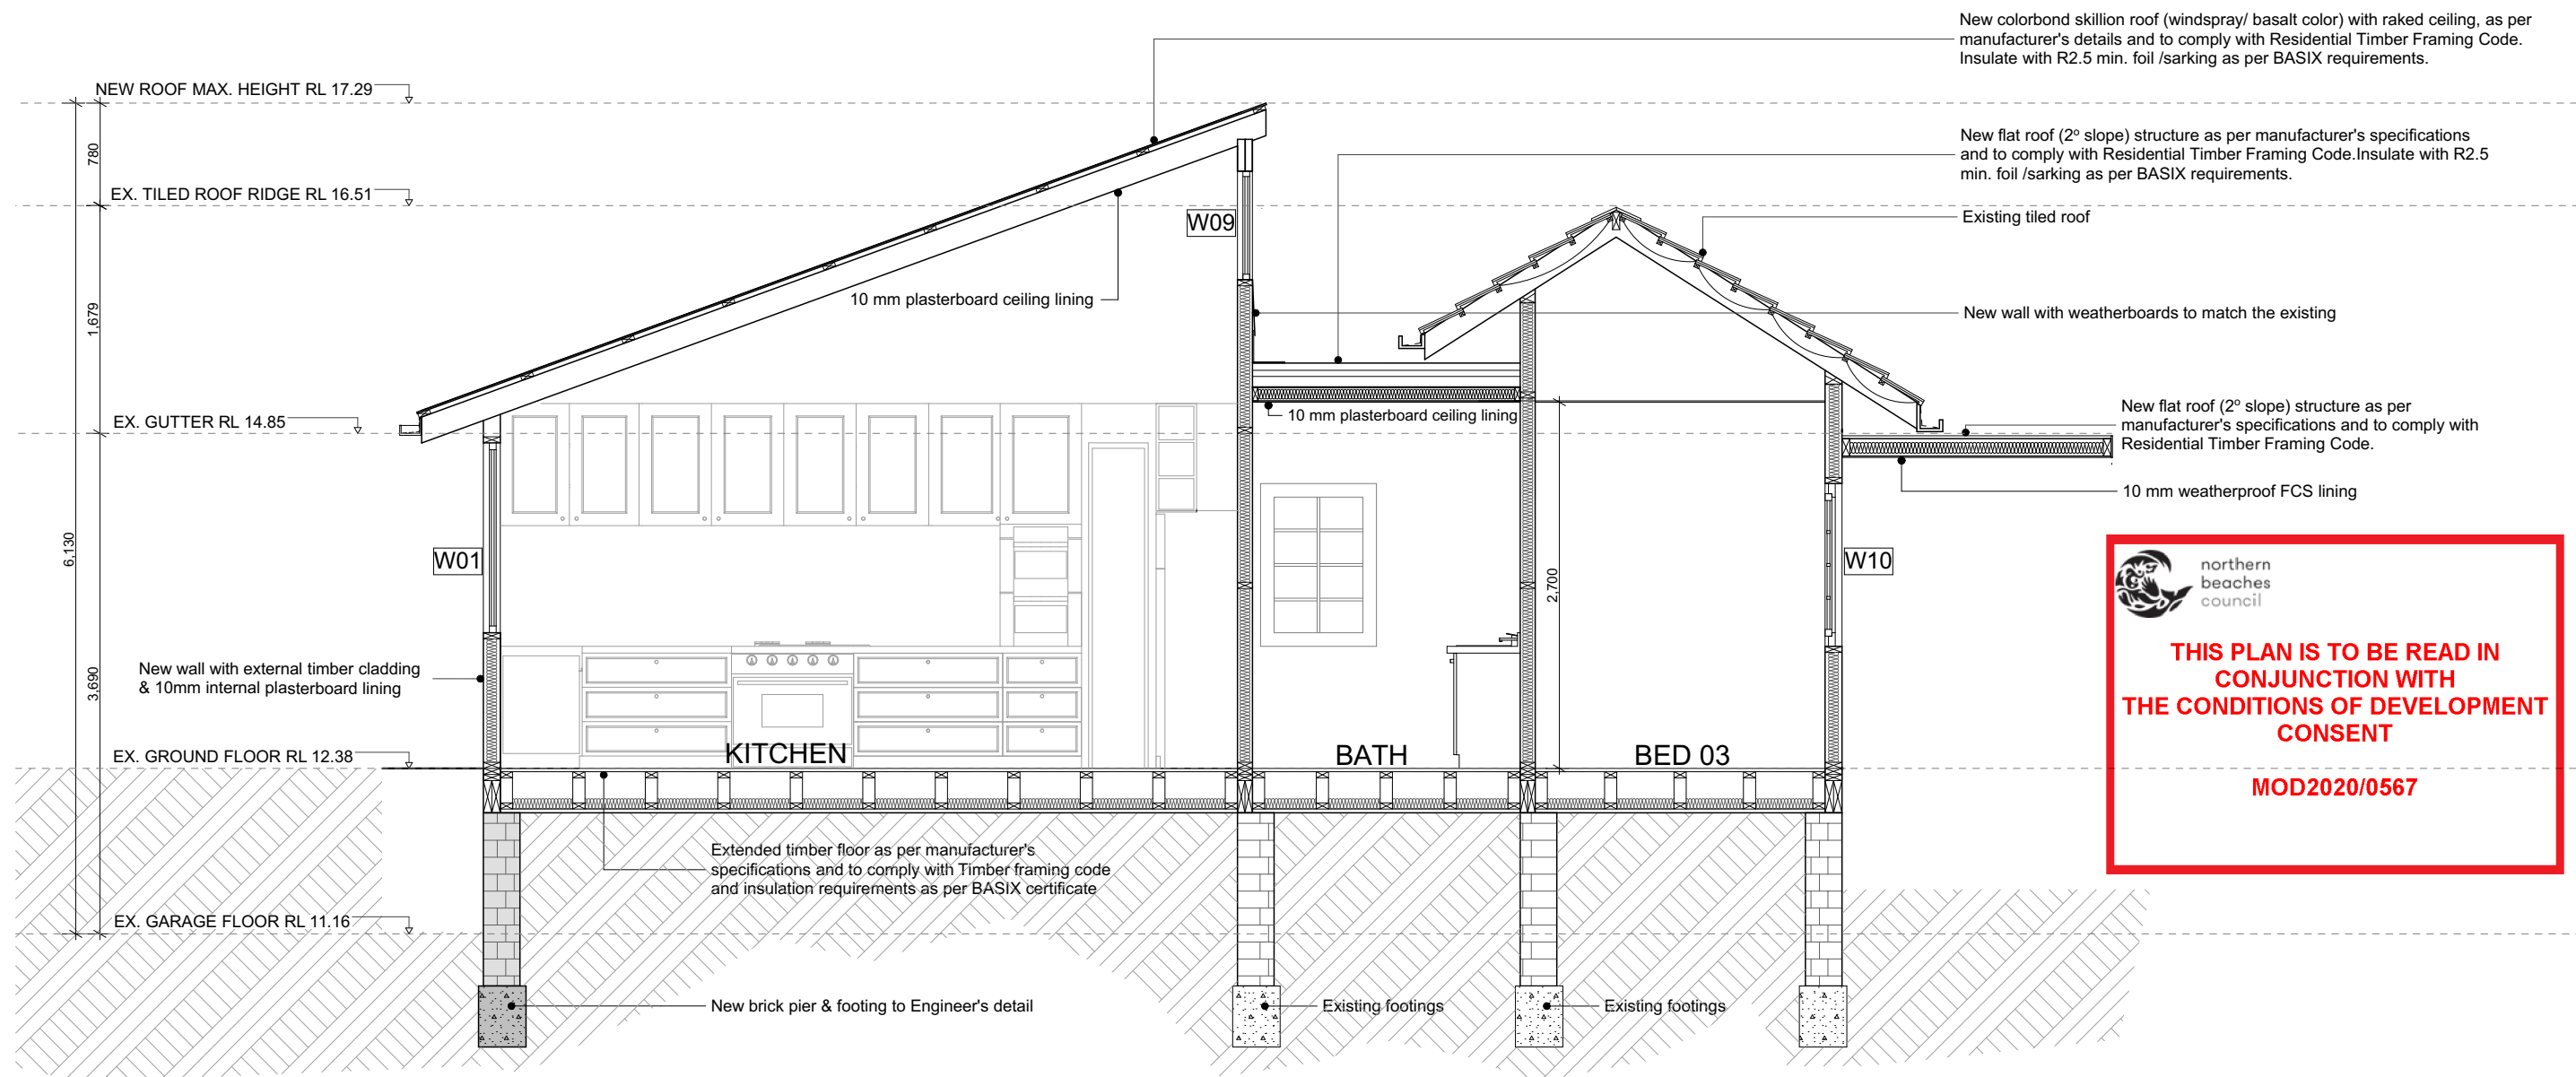 New colorbond skillion roof (windspray/ basalt color) with raked ceiling, as per
manufacturer's details and to comply with Residential Timber Framing Code.
Insulate with R2.5 min. foil /sarking as per BASIX requirements.
NEW ROOF MAX. HEIGHT RL 17.29
780
New flat roof (2º slope) structure as per manufacturer's specifications
and to comply with Residential Timber Framing Code.Insulate with R2.5
min. foil /sarking as per BASIX requirements.
EX. TILED ROOF RIDGE RL 16.51
W09
Existing tiled roof
10 mm plasterboard ceiling lining
1,679
New wall with weatherboards to match the existing
EX. GUTTER RL 14.85
10 mm plasterboard ceiling lining
New flat roof (2º slope) structure as per
manufacturer's specifications and to comply with
Residential Timber Framing Code.
10 mm weatherproof FCS lining
6,130
W01
2,700
W10
northern
beaches
council
THIS PLAN IS TO BE READ IN
CONJUNCTION WITH
THE CONDITIONS OF DEVELOPMENT
CONSENT
MOD2020/0567
New wall with external timber cladding
& 10mm internal plasterboard lining
3,690
EX. GROUND FLOOR RL 12.38
KITCHEN
BATH
BED 03
Extended timber floor as per manufacturer's
specifications and to comply with Timber framing code
and insulation requirements as per BASIX certificate
EX. GARAGE FLOOR RL 11.16
New brick pier & footing to Engineer's detail
Existing footings
Existing footings